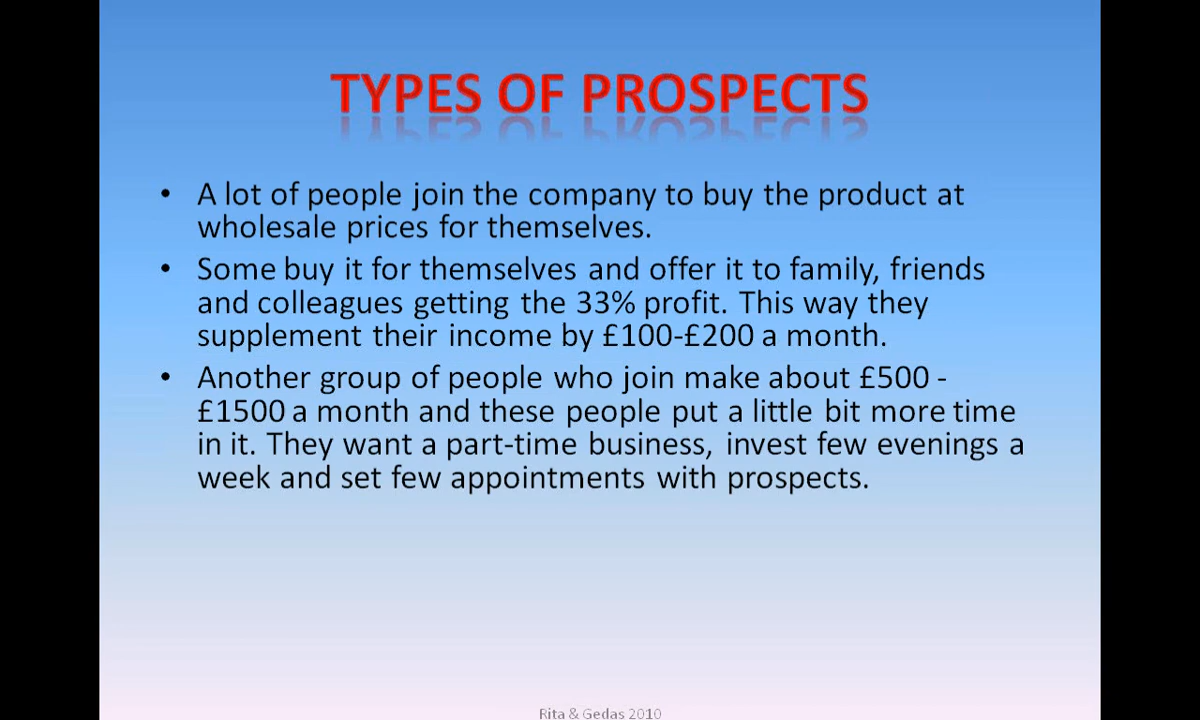 TYPES OF PROSPECTS
• A lot of people join the company to buy the product at
wholesale prices for themselves.
• Some buy it for themselves and offer it to family, friends
and colleagues getting the 33% profit. This way they
supplement their income by £100-£200 a month.
• Another group of people who join make about £500 -
£1500 a month and these people put a little bit more time
in it. They want a part-time business, invest few evenings a
week and set few appointments with prospects.
Rita & Gedas 2010